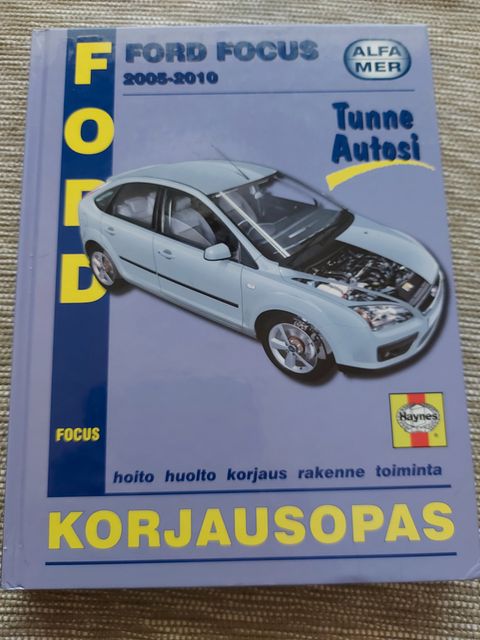 FORD
FORD FOCUS
2005-2010
ALFA
MER
Tunne
Autosi
Haynes
FOCUS
hoito huolto korjaus rakenne toiminta
KORJAUSOPAS